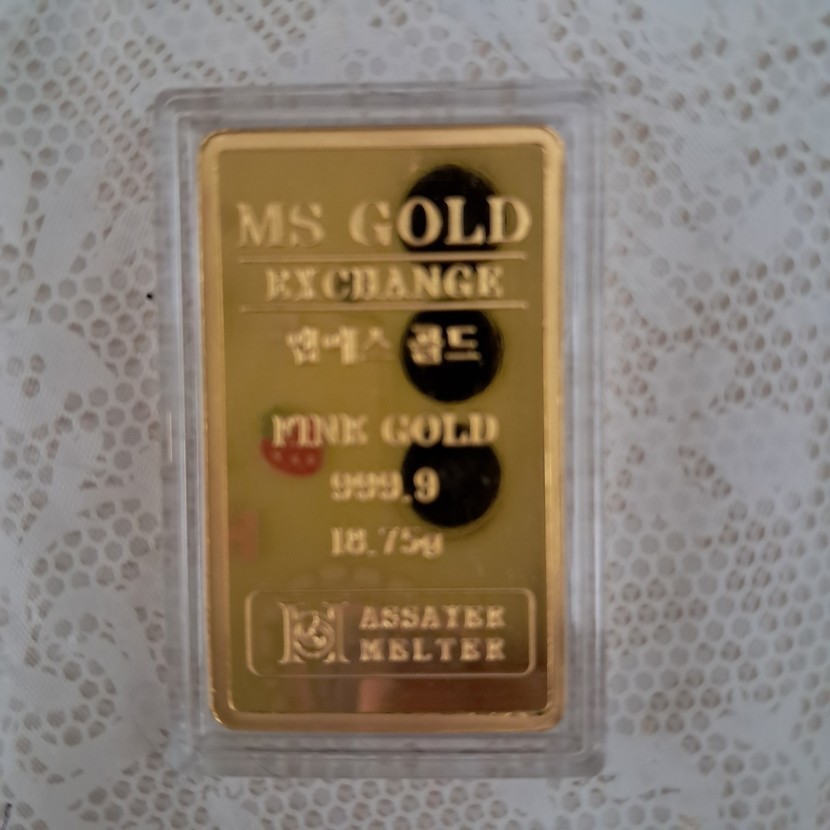 MS GOLD
EXCHANGE
엠에스 골드
FINE GOLD
999.9
18.75g
ASSAYER
MELTER